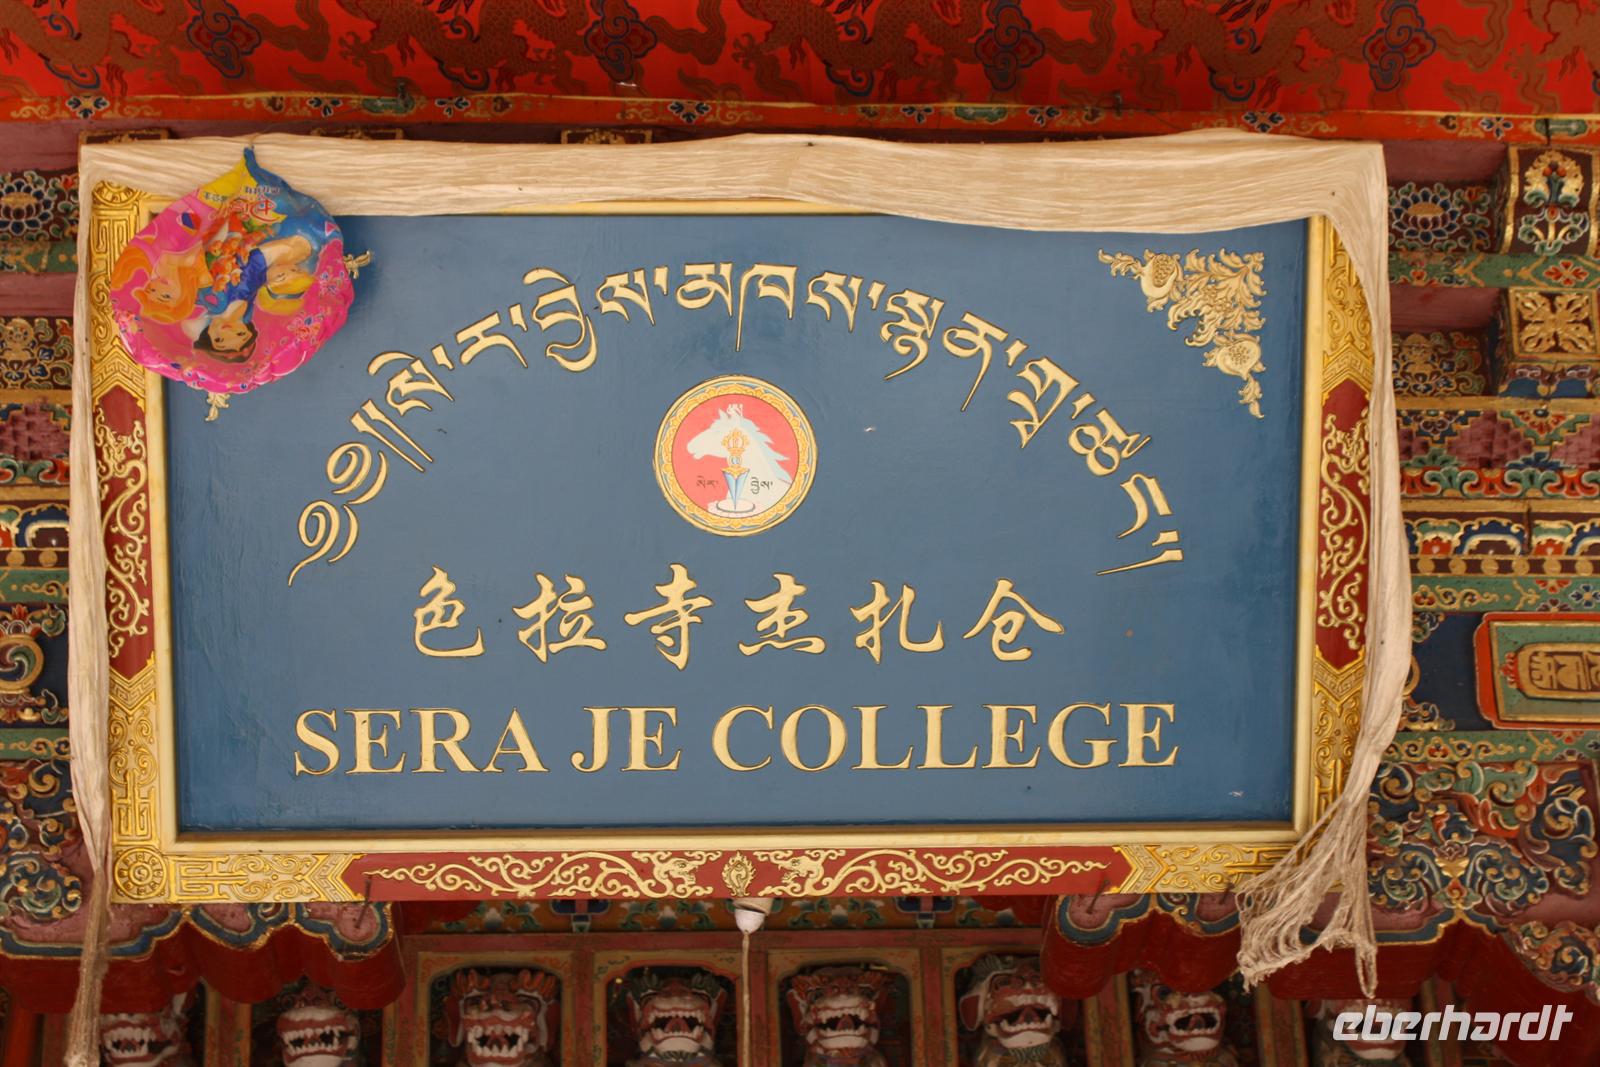 ༄༅།།སེ་ར་བྱེས་མཁས་སྙན་གྲྭ་ཚང་།།
སེར་ བྱེས་
色拉寺杰扎仓
SERA JE COLLEGE
eberhardt